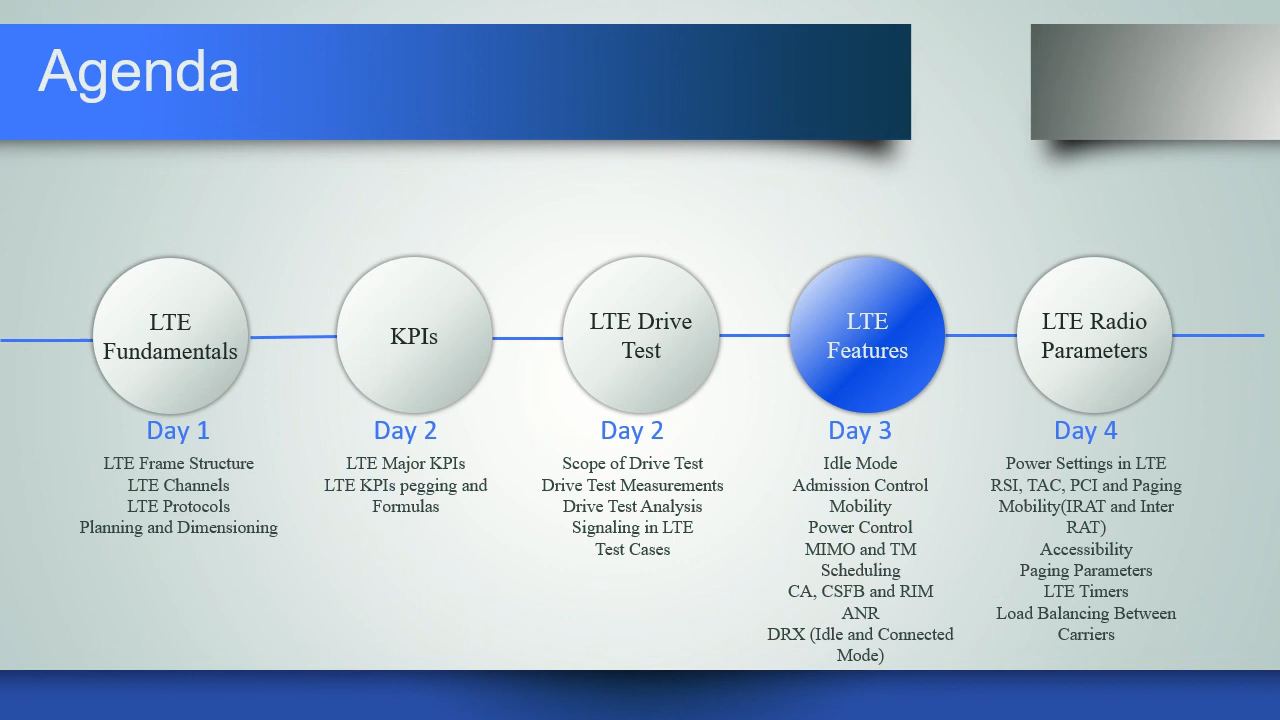 Agenda
LTE
Fundamentals
Day 1
LTE Frame Structure
LTE Channels
LTE Protocols
Planning and Dimensioning
KPIs
Day 2
LTE Major KPIs
LTE KPIs pegging and
Formulas
LTE Drive
Test
Day 2
Scope of Drive Test
Drive Test Measurements
Drive Test Analysis
Signaling in LTE
Test Cases
LTE
Features
Day 3
Idle Mode
Admission Control
Mobility
Power Control
MIMO and TM
Scheduling
CA, CSFB and RIM
ANR
DRX (Idle and Connected
Mode)
LTE Radio
Parameters
Day 4
Power Settings in LTE
RSI, TAC, PCI and Paging
Mobility(IRAT and Inter
RAT)
Accessibility
Paging Parameters
LTE Timers
Load Balancing Between
Carriers